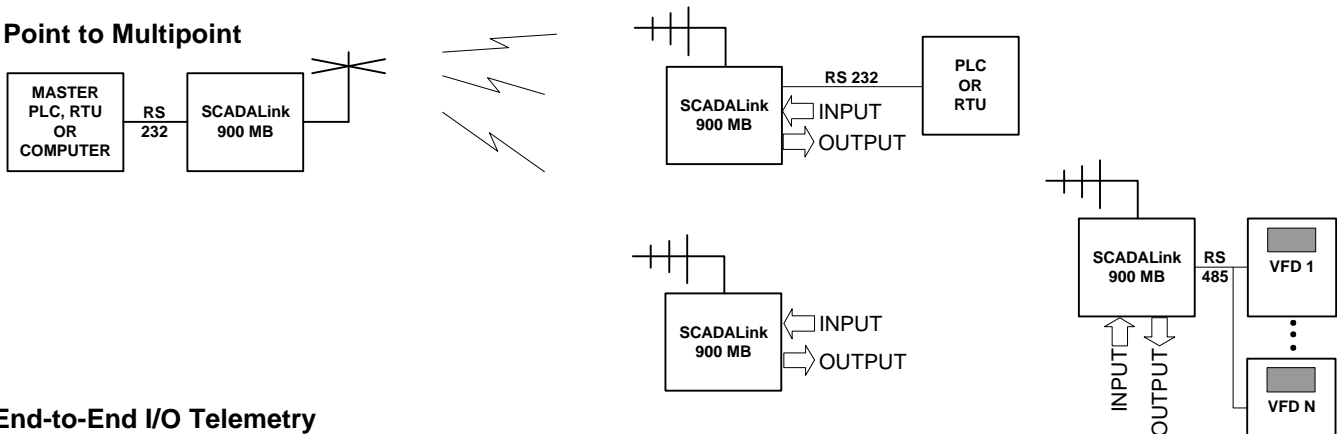 Point to Multipoint
MASTER
PLC, RTU
OR
COMPUTER
RS
232
SCADALink
900 MB
SCADALink
900 MB
RS 232
INPUT
OUTPUT
PLC
OR
RTU
SCADALink
900 MB
INPUT
OUTPUT
SCADALink
900 MB
RS
485
INPUT
OUTPUT
VFD 1
VFD N
End-to-End I/O Telemetry